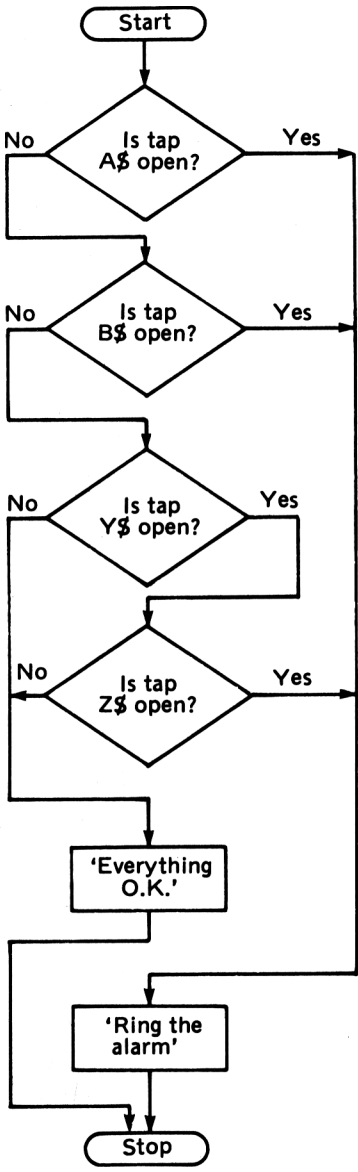 Start
Is tap
A$ open?
No
Yes
Is tap
B$ open?
No
Yes
Is tap
Y$ open?
No
Yes
Is tap
Z$ open?
No
Yes
‘Everything
O.K.’
‘Ring the
alarm’
Stop